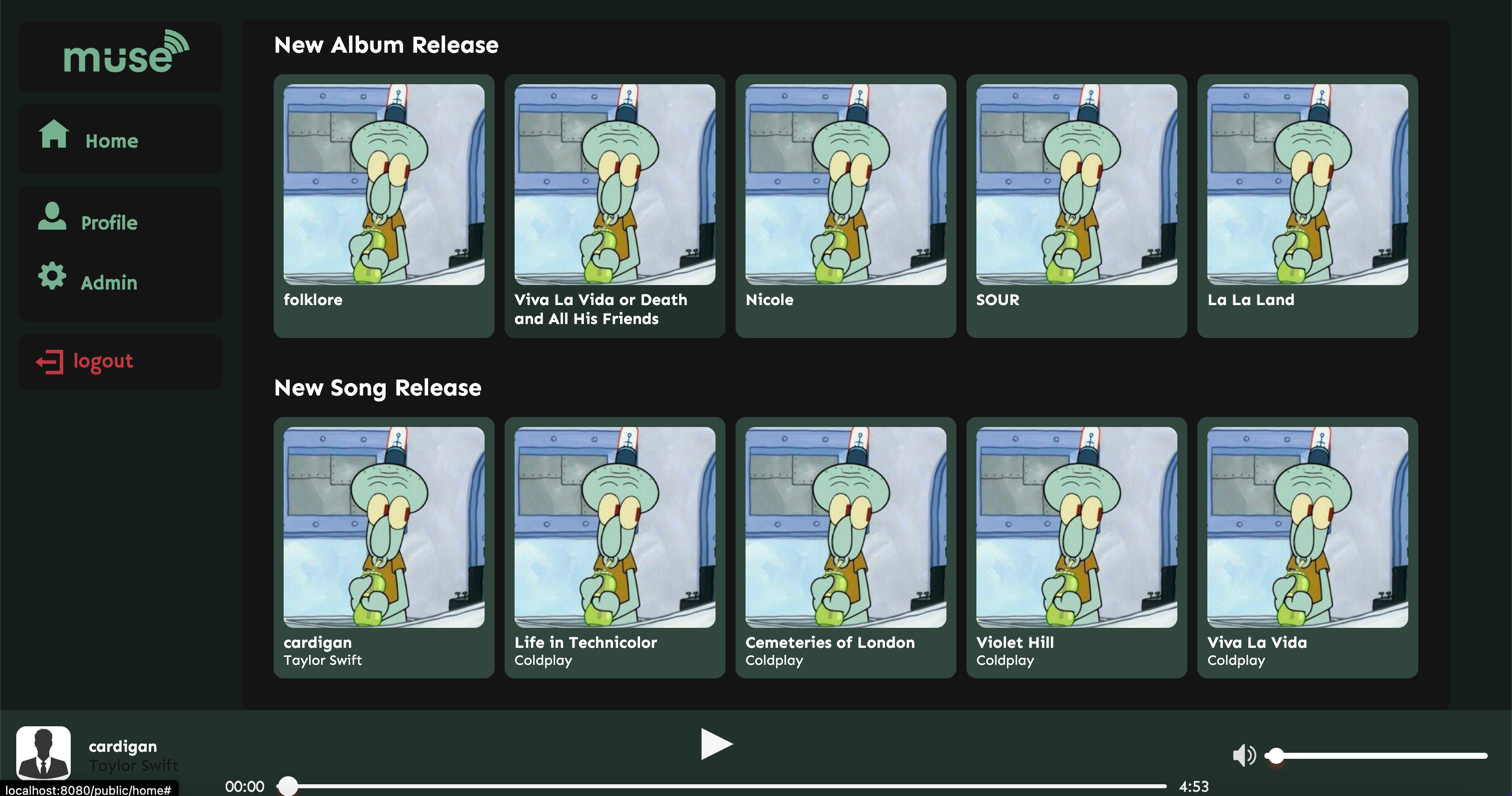 müse
Home
Profile
Admin
logout
New Album Release
folklore
Viva La Vida or Death
and All His Friends
Nicole
SOUR
La La Land
New Song Release
cardigan
Taylor Swift
Life in Technicolor
Coldplay
Cemeteries of London
Coldplay
Violet Hill
Coldplay
Viva La Vida
Coldplay
cardigan
Taylor Swift
00:00
4:53
localhost:8080/public/home#